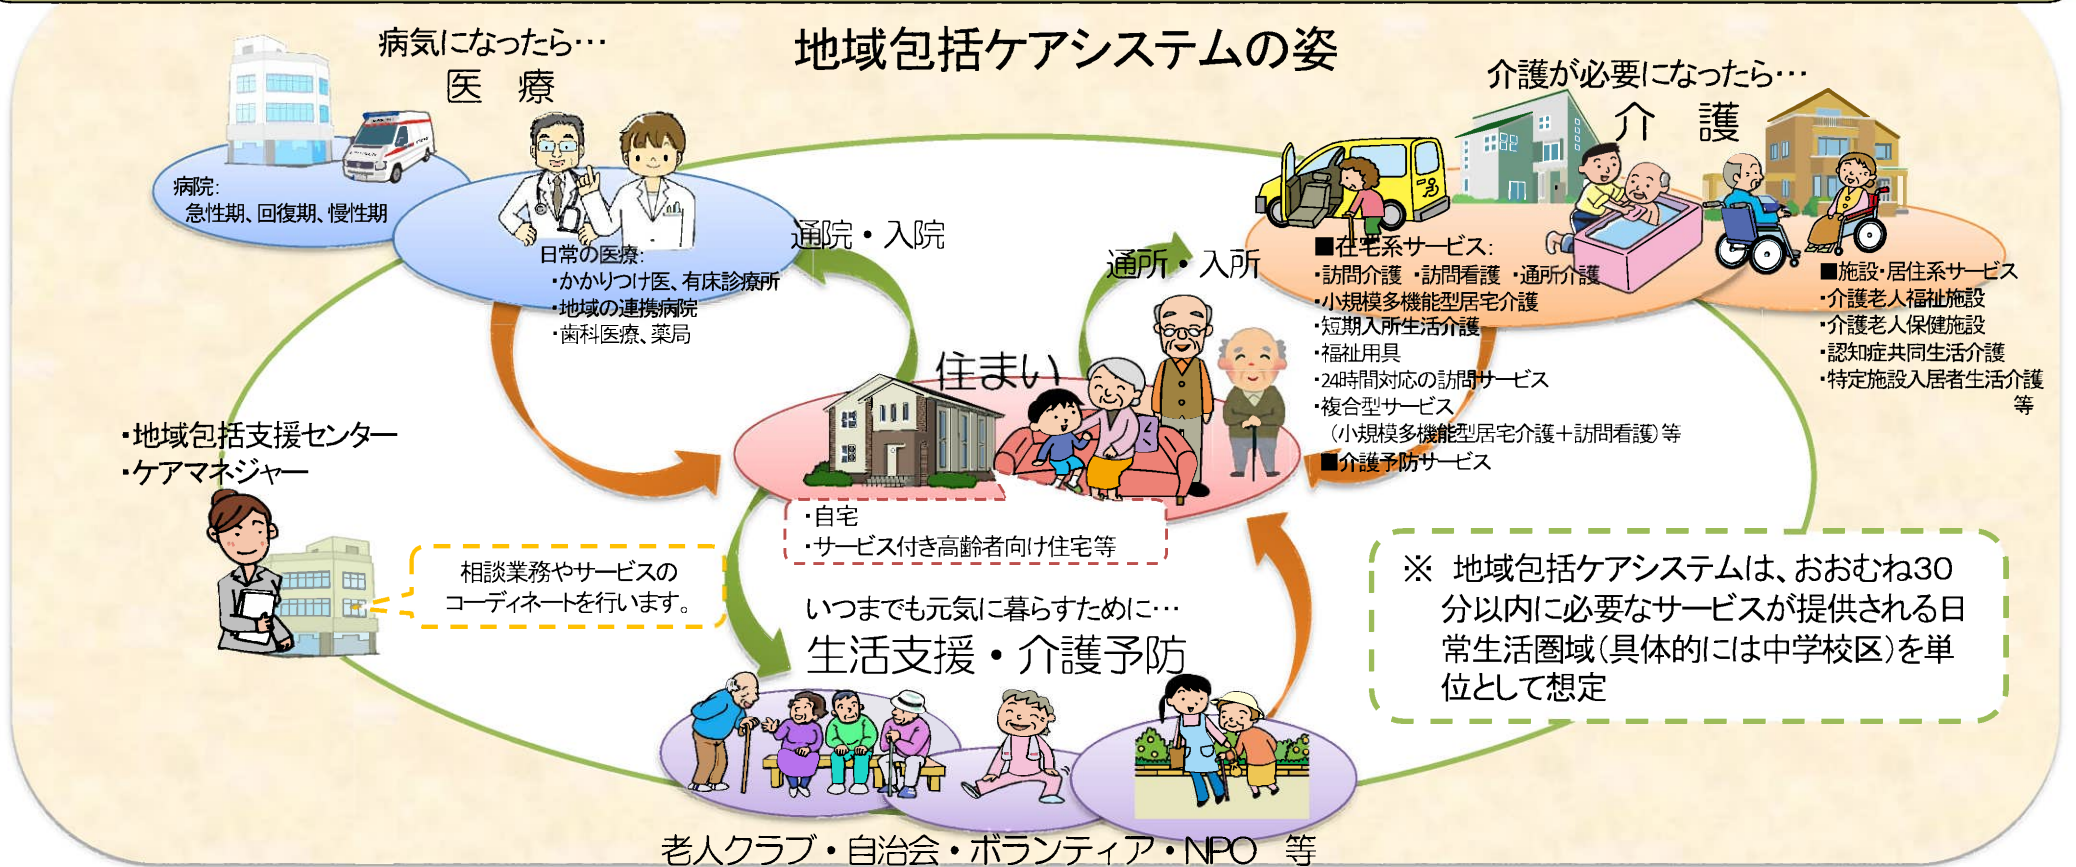 地域包括ケアシステムの姿
病気になったら…
医 療
病院:
急性期、回復期、慢性期
日常の医療:
・かかりつけ医、有床診療所
・地域の連携病院
・歯科医療、薬局
通院・入院
介護が必要になったら…
介 護
通所・入所
■在宅系サービス:
・訪問介護 ・訪問看護 ・通所介護
・小規模多機能型居宅介護
・短期入所生活介護
・福祉用具
・24時間対応の訪問サービス
・複合型サービス
（小規模多機能型居宅介護＋訪問看護）等
■介護予防サービス
■施設・居住系サービス
・介護老人福祉施設
・介護老人保健施設
・認知症共同生活介護
・特定施設入居者生活介護
等
住まい
・自宅
・サービス付き高齢者向け住宅等
・地域包括支援センター
・ケアマネジャー
相談業務やサービスの
コーディネートを行います。
いつまでも元気に暮らすために…
生活支援・介護予防
老人クラブ・自治会・ボランティア・NPO 等
※ 地域包括ケアシステムは、おおむね30
分以内に必要なサービスが提供される日
常生活圏域（具体的には中学校区）を単
位として想定